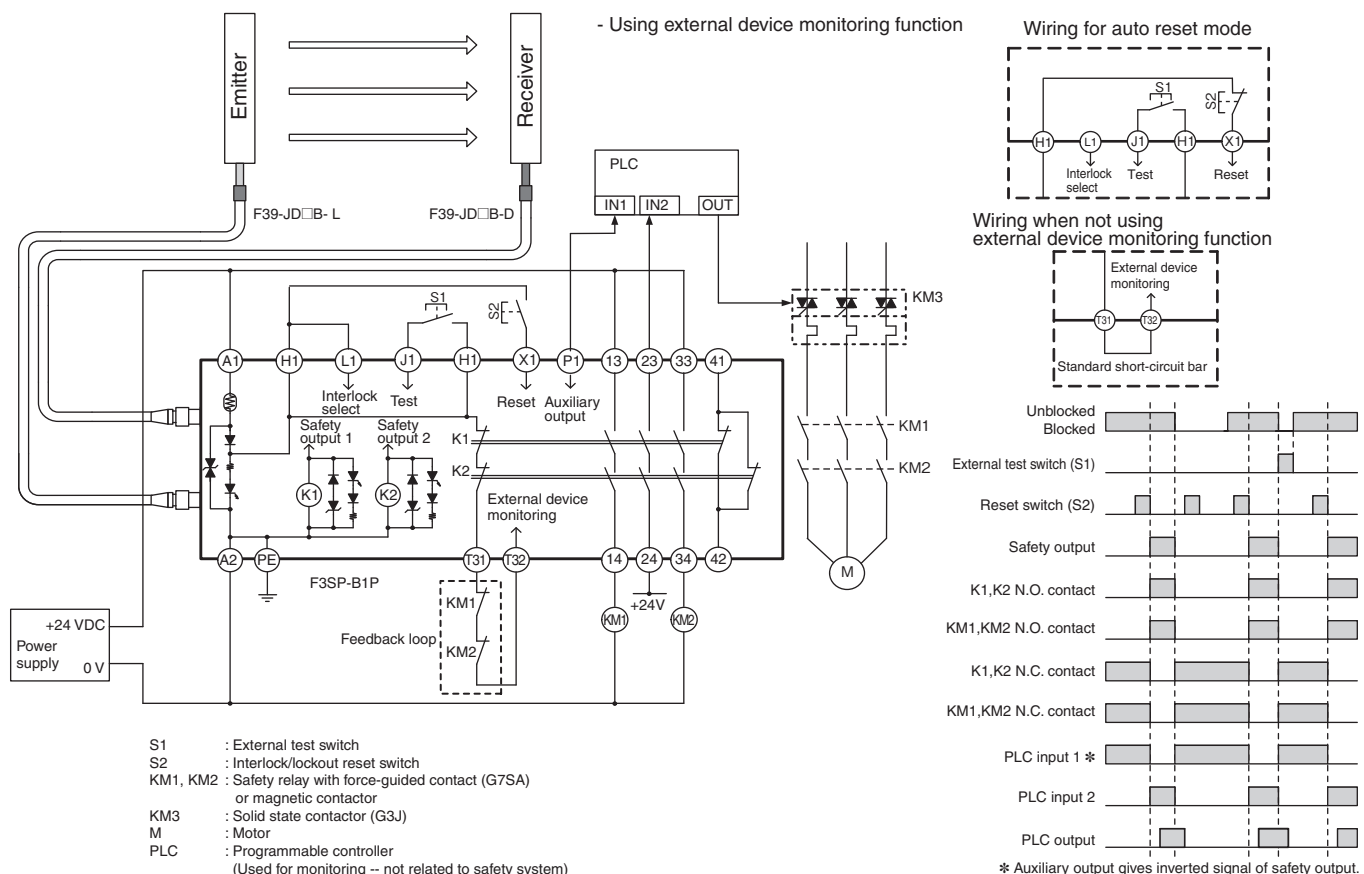 - Using external device monitoring function
Emitter
Receiver
F39-JD□B- L
F39-JD□B-D
PLC
IN1 IN2 OUT
KM3
S1
S2
A1 H1 L1 J1 H1 X1 P1 13 23 33 41
Interlock select
Test
Reset
Auxiliary output
Safety output 1
Safety output 2
K1
K2
K1
K2
External device monitoring
KM1
KM2
M
A2 PE T31 T32 14 24 34 42
F3SP-B1P
+24V
KM1
KM2
KM1
KM2
Feedback loop
+24 VDC
Power supply
0 V
S1 : External test switch
S2 : Interlock/lockout reset switch
KM1, KM2 : Safety relay with force-guided contact (G7SA)
or magnetic contactor
KM3 : Solid state contactor (G3J)
M : Motor
PLC : Programmable controller
(Used for monitoring -- not related to safety system)
Wiring for auto reset mode
S1
S2
H1 L1 J1 H1 X1
Interlock select
Test
Reset
Wiring when not using
external device monitoring function
External device
monitoring
T31 T32
Standard short-circuit bar
Unblocked
Blocked
External test switch (S1)
Reset switch (S2)
Safety output
K1,K2 N.O. contact
KM1,KM2 N.O. contact
K1,K2 N.C. contact
KM1,KM2 N.C. contact
PLC input 1 ✻
PLC input 2
PLC output
✻ Auxiliary output gives inverted signal of safety output.